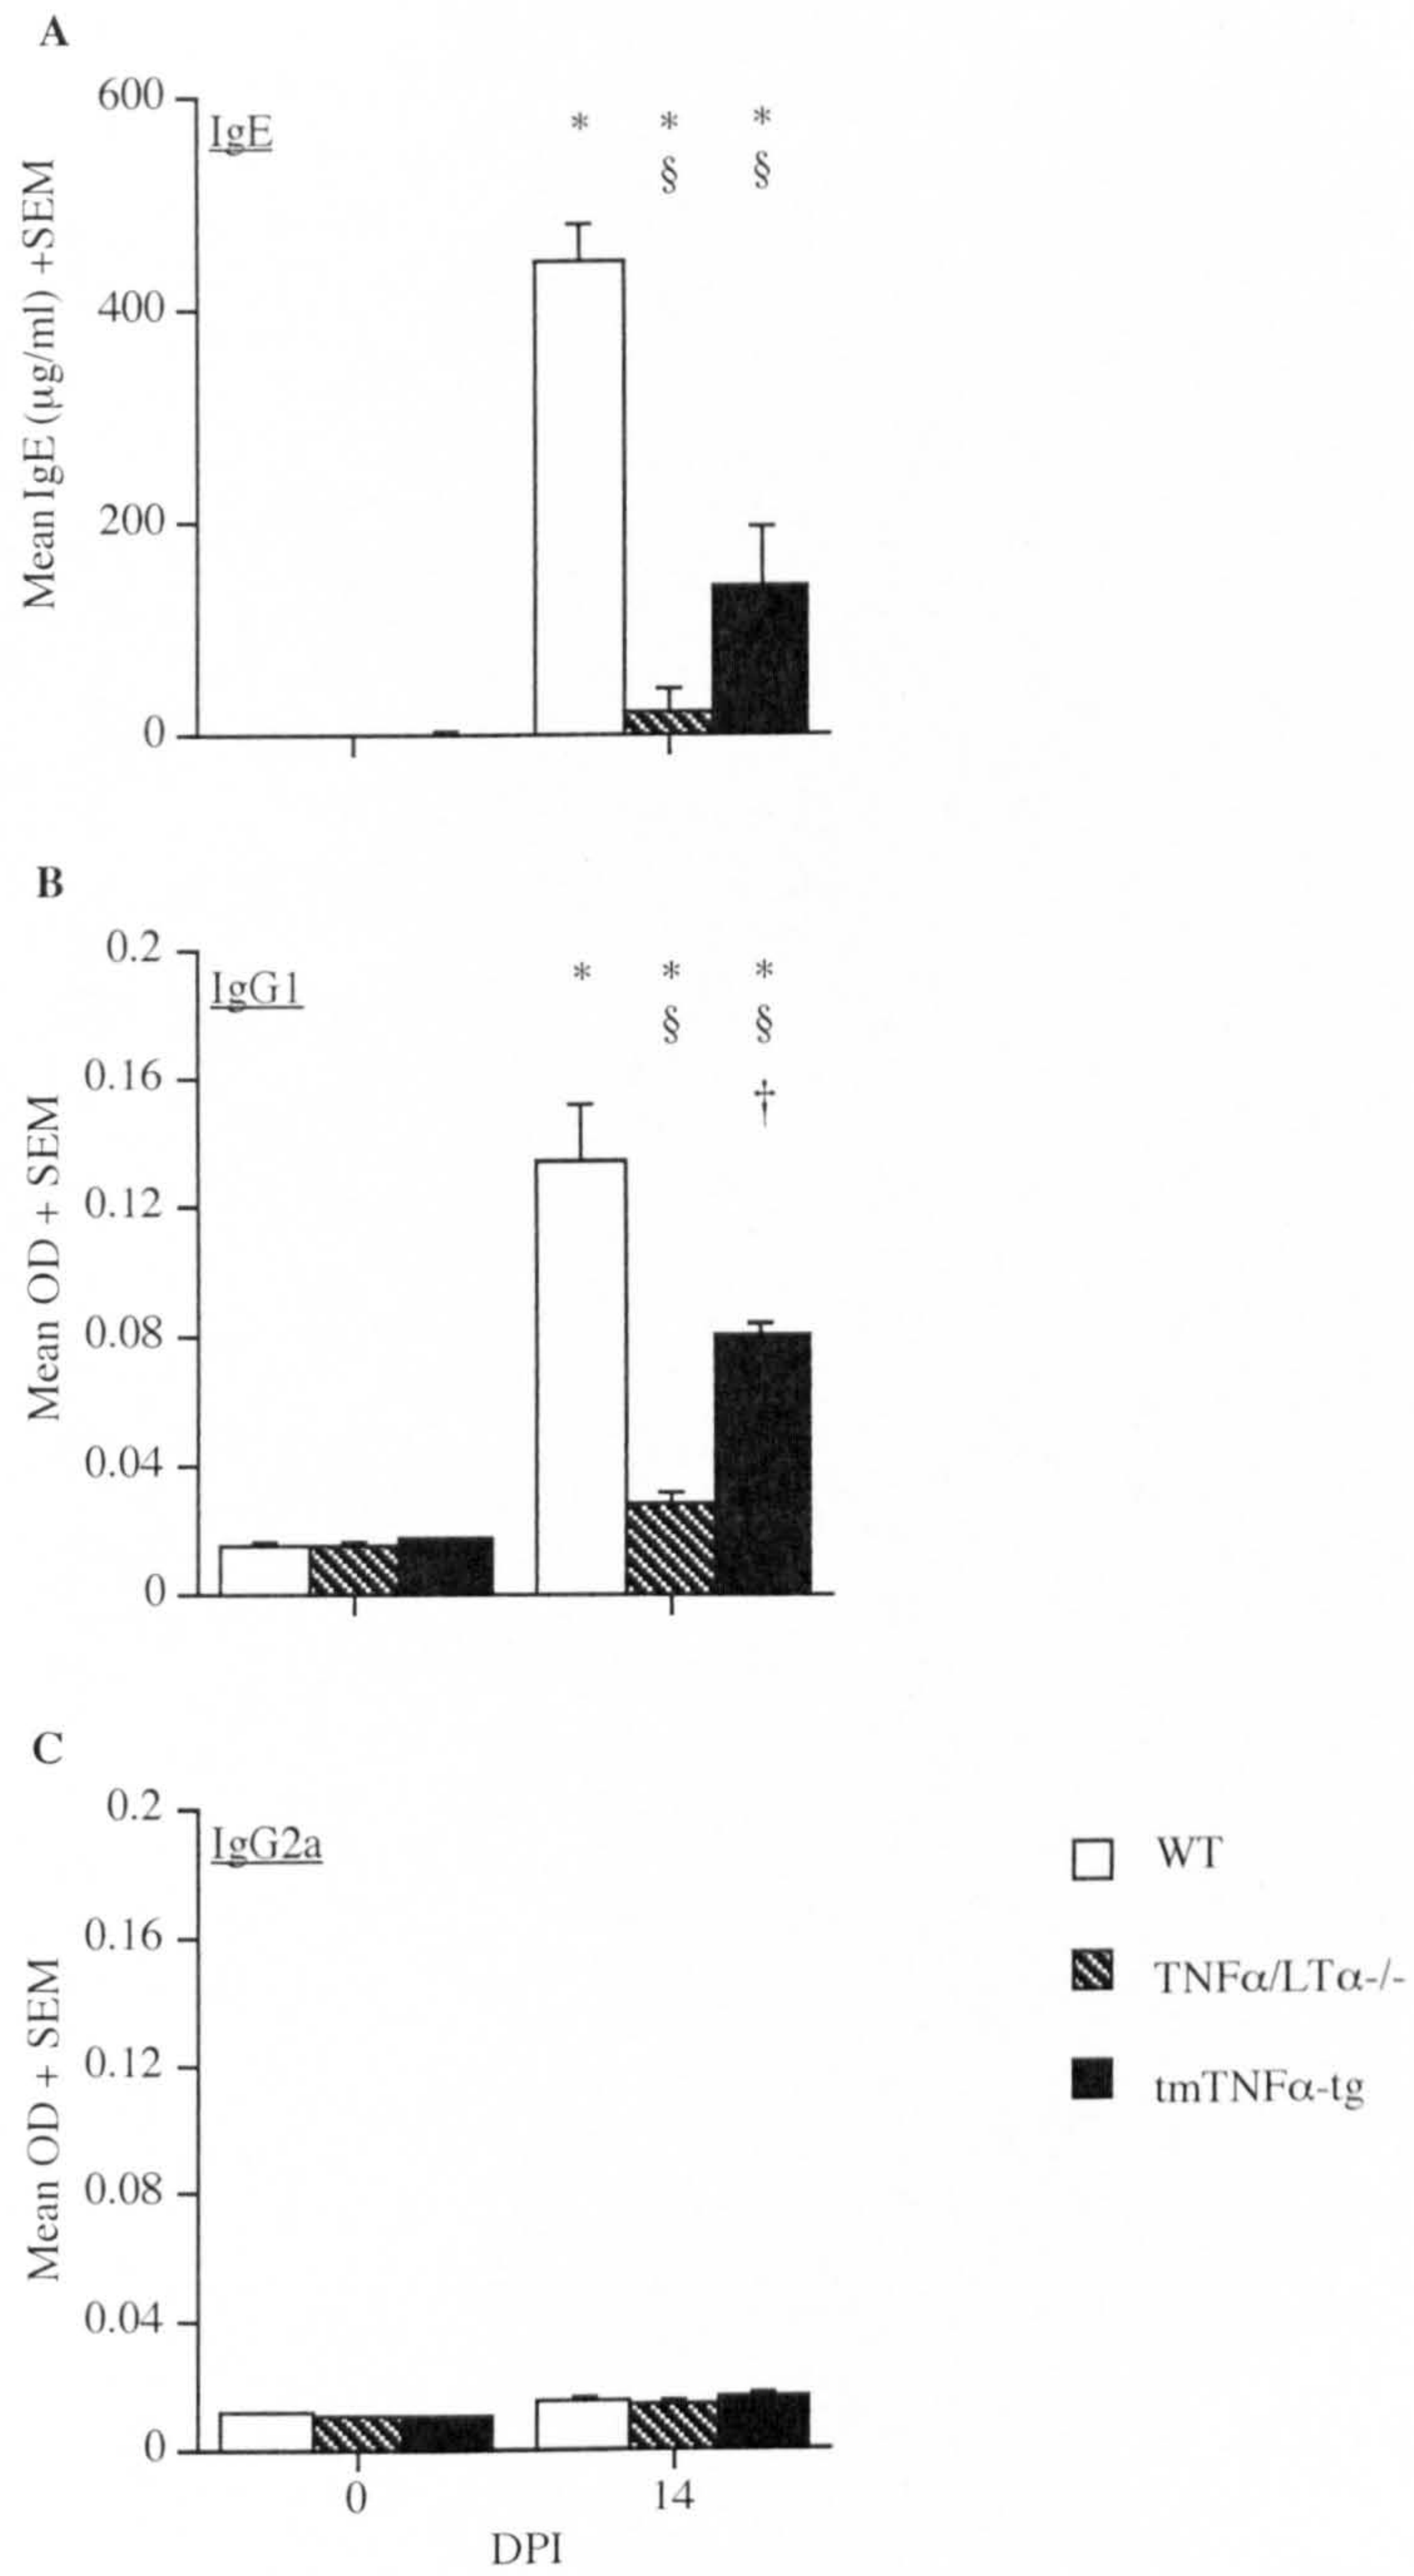 A
600
IgE
* * *
§ §
400
200
0
Mean IgE (µg/ml) +SEM
B
0.2
IgG1
* * *
§ §
†
0.16
0.12
0.08
0.04
0
Mean OD + SEM
C
0.2
IgG2a
0.16
0.12
0.08
0.04
0
Mean OD + SEM
0 14
DPI
WT
TNFα/LTα-/-
tmTNFα-tg